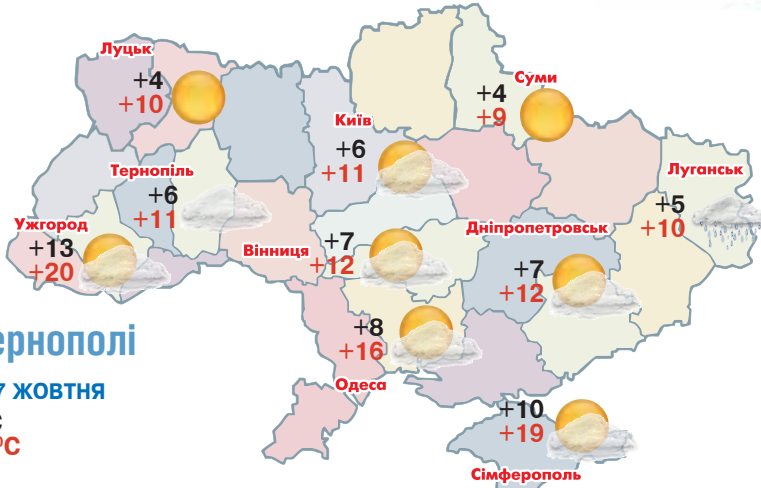 Луцьк
+4
+10
Суми
+4
+9
Київ
+6
+11
Тернопіль
+6
+11
Луганськ
+5
+10
Ужгород
+13
+20
Вінниця
+7
+12
Дніпропетровськ
+7
+12
+8
+16
Одеса
+10
+19
Сімферополь
ернополі
7 жовтня
С
°С